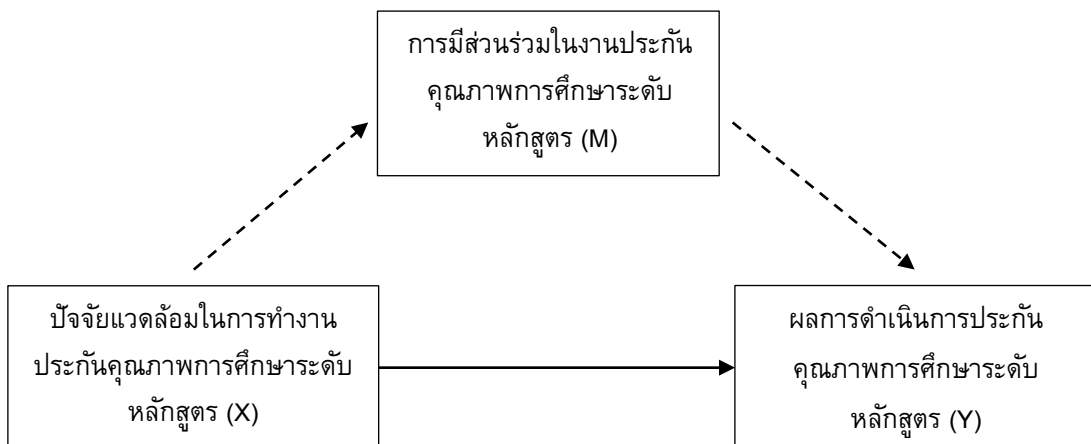 การมีส่วนร่วมในงานประกัน
คุณภาพการศึกษาระดับ
หลักสูตร (M)
ปัจจัยแวดล้อมในการทำงาน
ประกันคุณภาพการศึกษาระดับ
หลักสูตร (X)
ผลการดำเนินการประกัน
คุณภาพการศึกษาระดับ
หลักสูตร (Y)